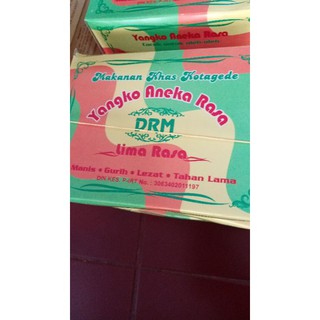 Yangko Aneka Rasa
Makanan Khas Kotagede
Yangko Aneka Rasa
DRM
Lima Rasa
Manis ★ Gurih ★ Lezat ★ Tahan Lama